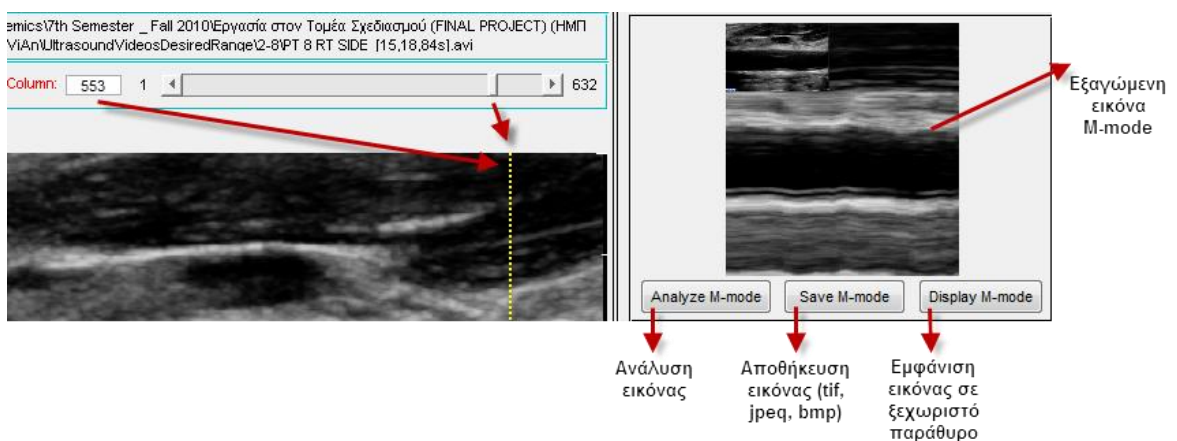 emics\7th Semester _ Fall 2010\Εργασία στον Τομέα Σχεδιασμού (FINAL PROJECT) (ΗΜΠ
ViAn\UltrasoundVideosDesiredRange\2-8\PT 8 RT SIDE [15,18,84s].avi
Column: 553 1 632
Εξαγώμενη
εικόνα
M-mode
Analyze M-mode Save M-mode Display M-mode
Ανάλυση
εικόνας
Αποθήκευση
εικόνας (tif,
jpeq, bmp)
Εμφάνιση
εικόνας σε
ξεχωριστό
παράθυρο